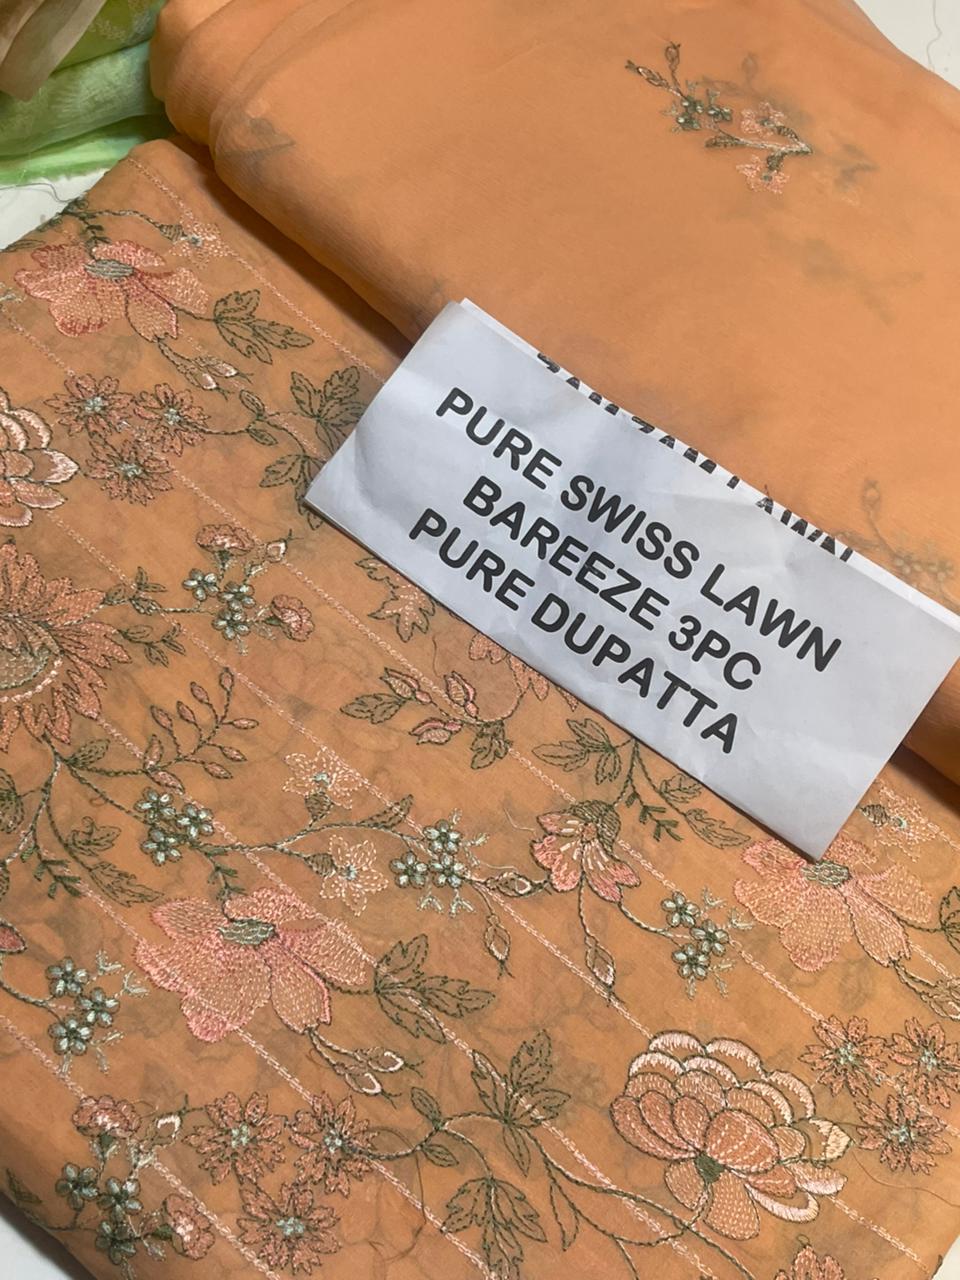 PURE SWISS LAWN
BAREEZE 3PC
PURE DUPATTA